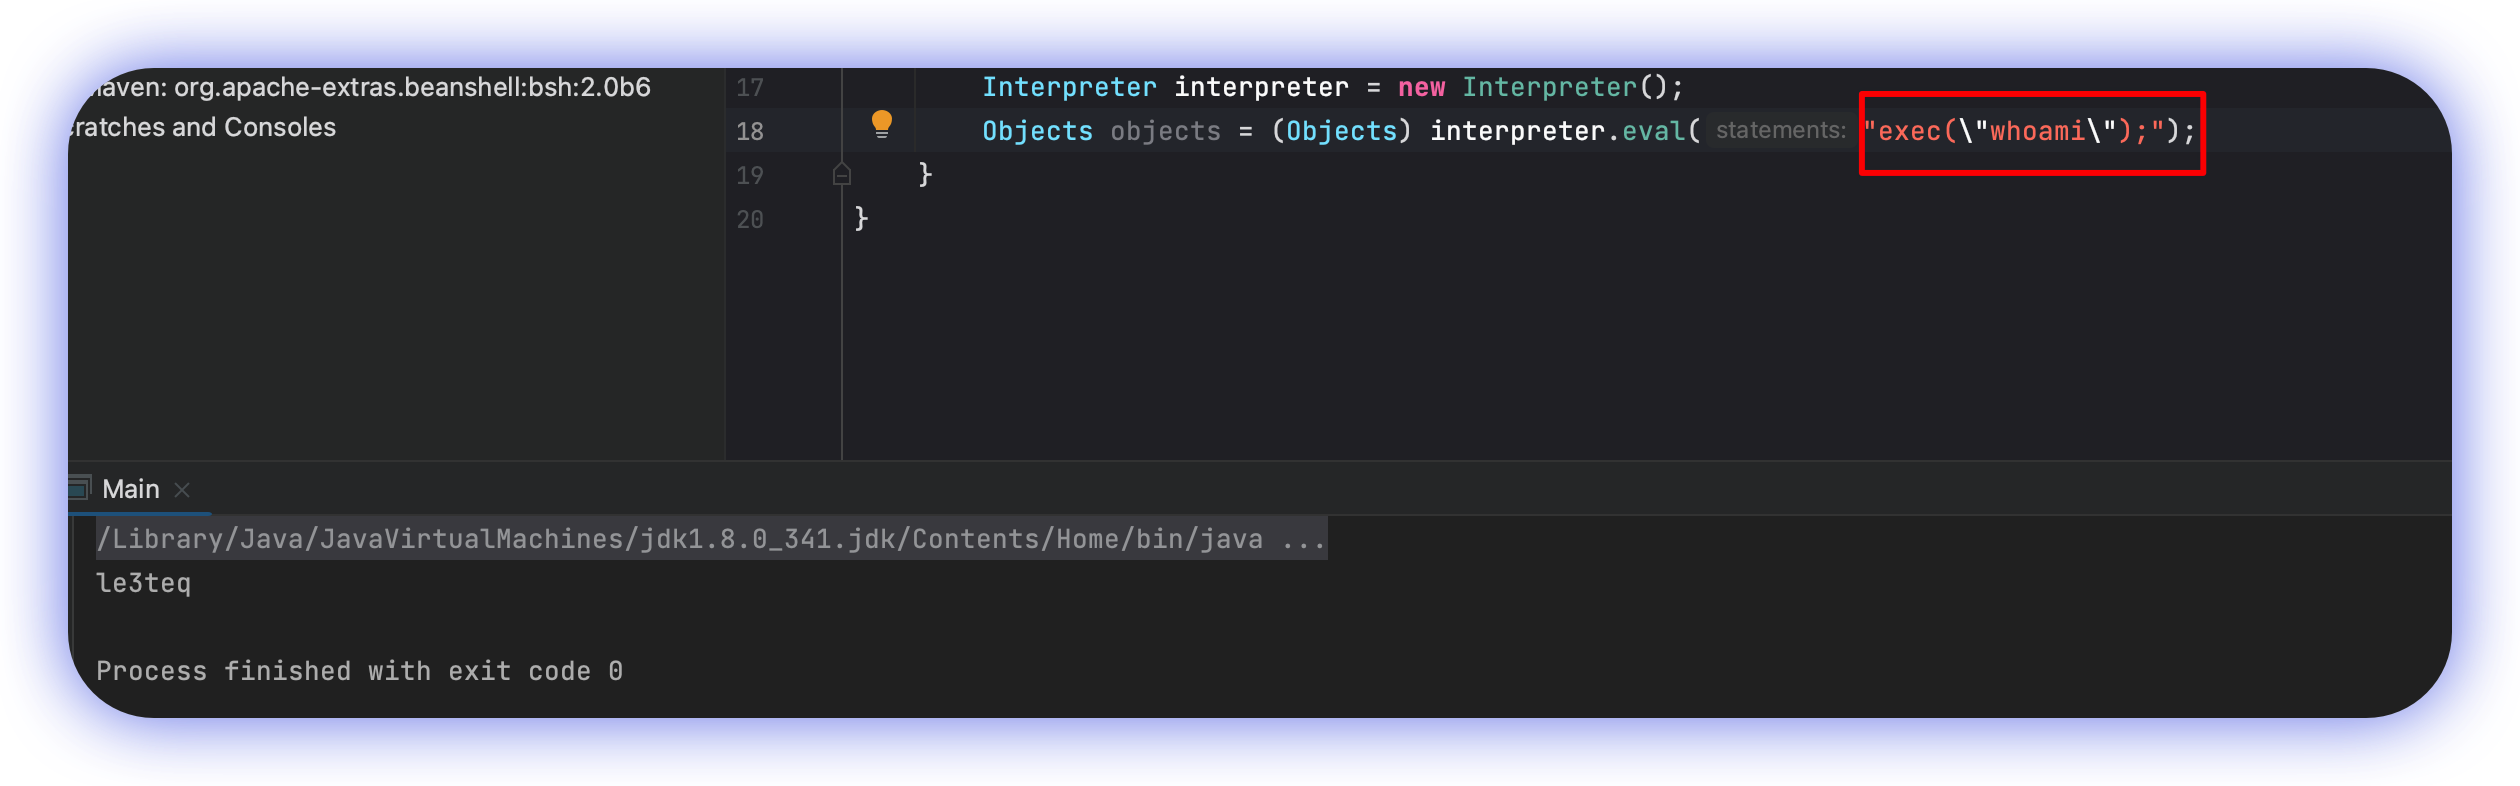 maven: org.apache-extras.beanshell:bsh:2.0b6
cratches and Consoles
17 Interpreter interpreter = new Interpreter();
18 Objects objects = (Objects) interpreter.eval( statements: "exec(\"whoami\");");
19 }
20 }
Main
/Library/Java/JavaVirtualMachines/jdk1.8.0_341.jdk/Contents/Home/bin/java ...
le3teq
Process finished with exit code 0